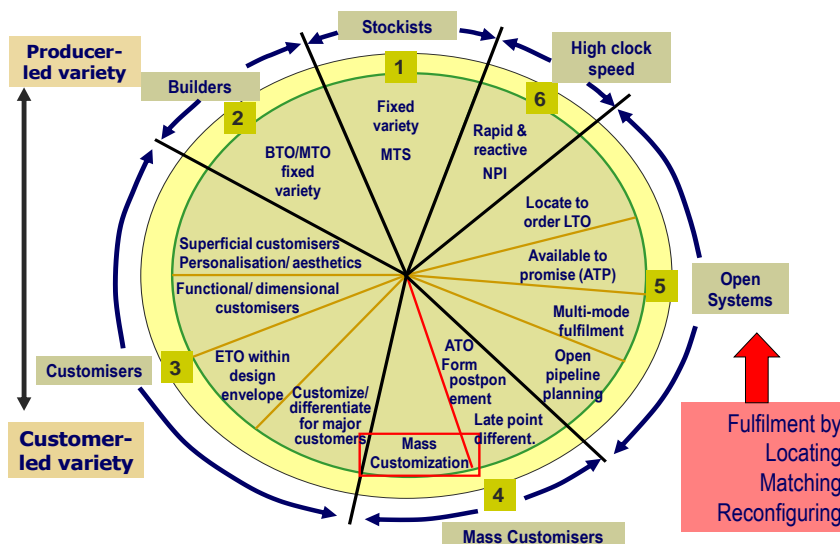 Stockists
Producer-
led variety
High clock
speed
Builders
1
6
2
Fixed
variety
MTS
Rapid &
reactive
NPI
BTO/MTO
fixed
variety
Locate to
order LTO
Superficial customisers
Personalisation/ aesthetics
Available to
promise (ATP)
5
Open
Systems
Functional/ dimensional
customisers
Multi-mode
fulfilment
3
Customisers
ETO within
design
envelope
ATO
Form
postpon
ement
Open
pipeline
planning
Customize/
differentiate
for major
customers
Late point
different.
Customer-
led variety
Mass
Customization
4
Mass Customisers
Fulfilment by
Locating
Matching
Reconfiguring